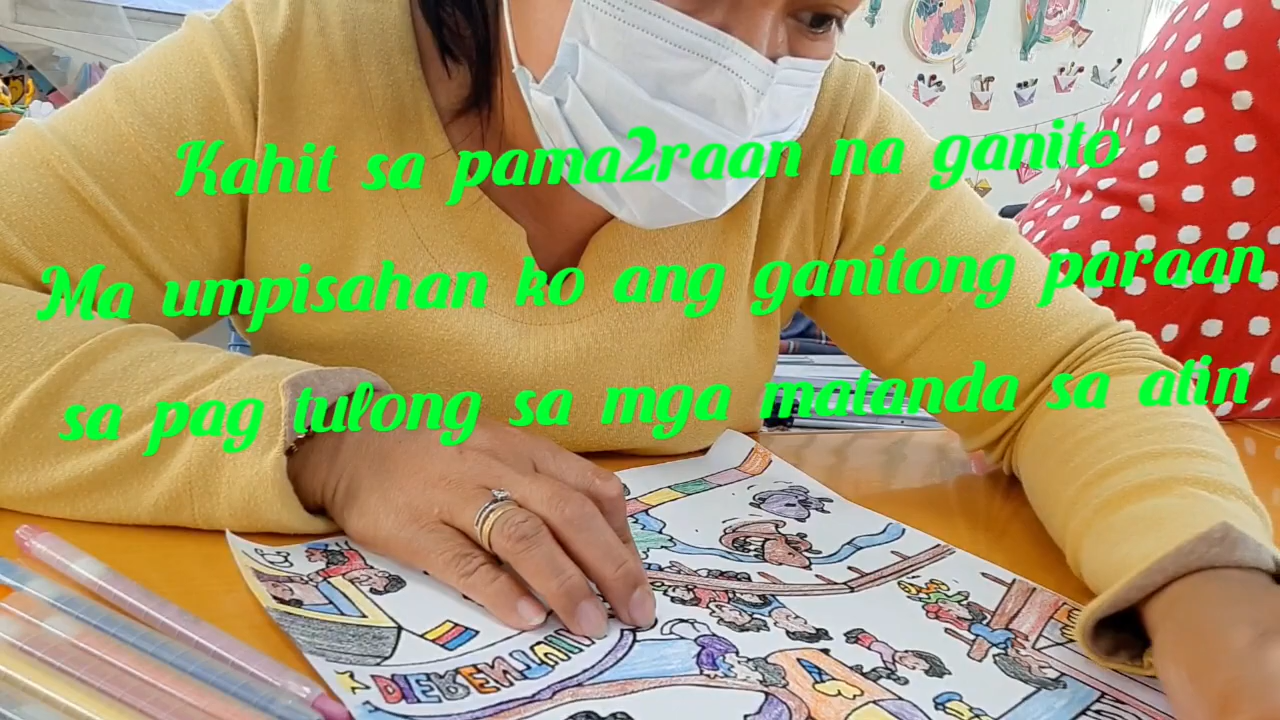 Kahit sa pama2raan na ganito
Ma umpisahan ko ang ganitong paraan
sa pag tulong sa mga matanda sa atin